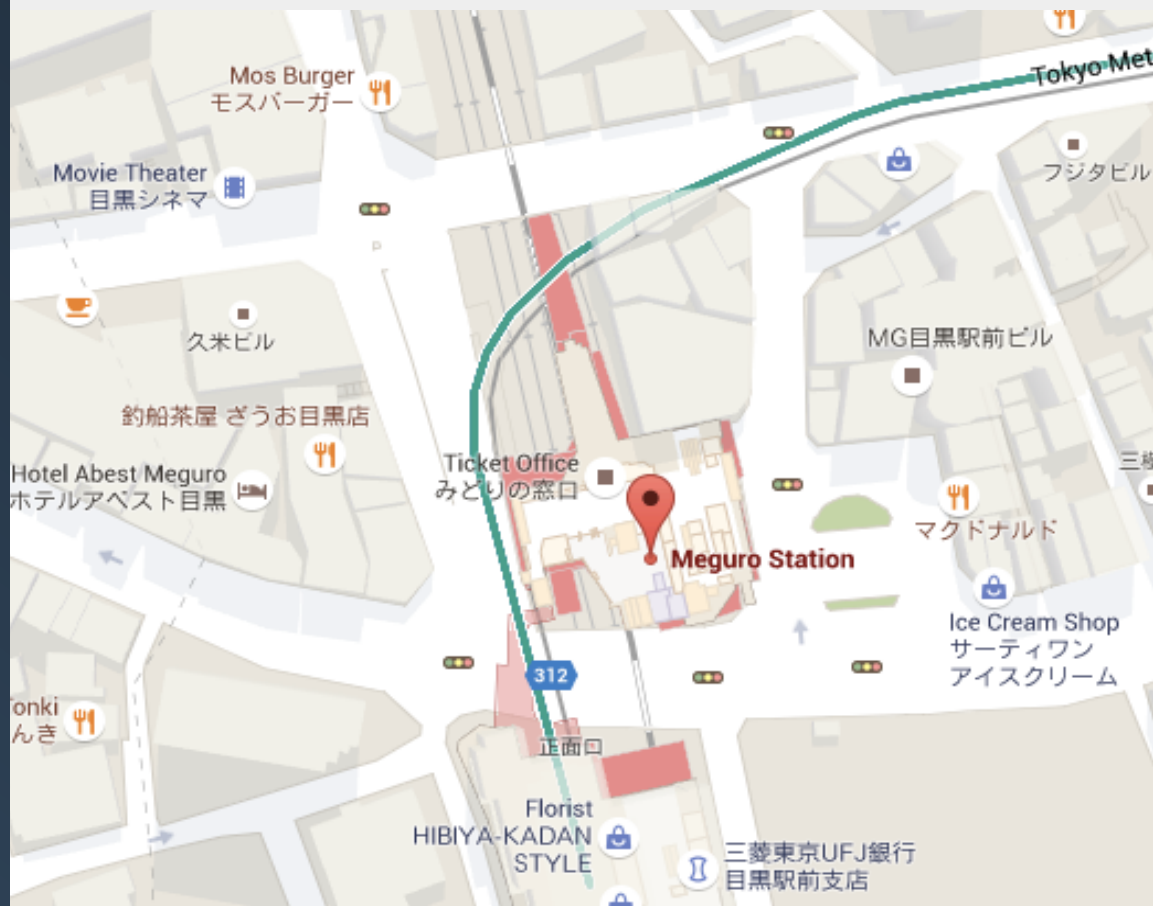 Tokyo Met
Mos Burger
モスバーガー
Movie Theater
目黒シネマ
フジタビル
久米ビル
MG目黒駅前ビル
釣船茶屋 ざうお目黒店
Hotel Abest Meguro
ホテルアベスト目黒
Ticket Office
みどりの窓口
マクドナルド
Meguro Station
Ice Cream Shop
サーティワン
アイスクリーム
312
onki
んき
正面口
Florist
HIBIYA-KADAN
STYLE
三菱東京UFJ銀行
目黒駅前支店